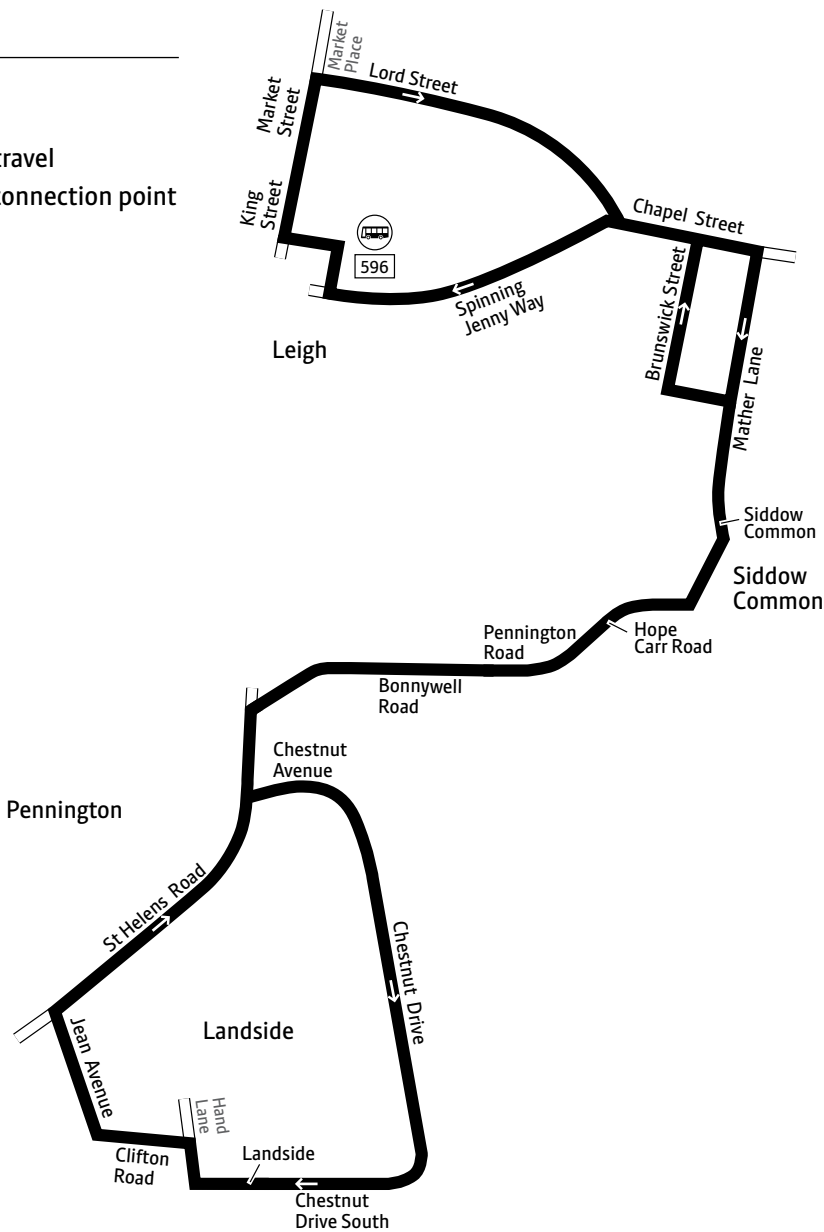 Market
Place
Lord Street
Market
Street
travel
connection point
King
Street
Chapel Street
596
Spinning
Jenny Way
Brunswick Street
Leigh
Mather Lane
Siddow
Common
Siddow
Common
Pennington
Road
Hope
Carr Road
Bonnywell
Road
Chestnut
Avenue
Pennington
St Helens Road
Chestnut Drive
Landside
Jean Avenue
Hand
Lane
Clifton
Road
Landside
Chestnut
Drive South